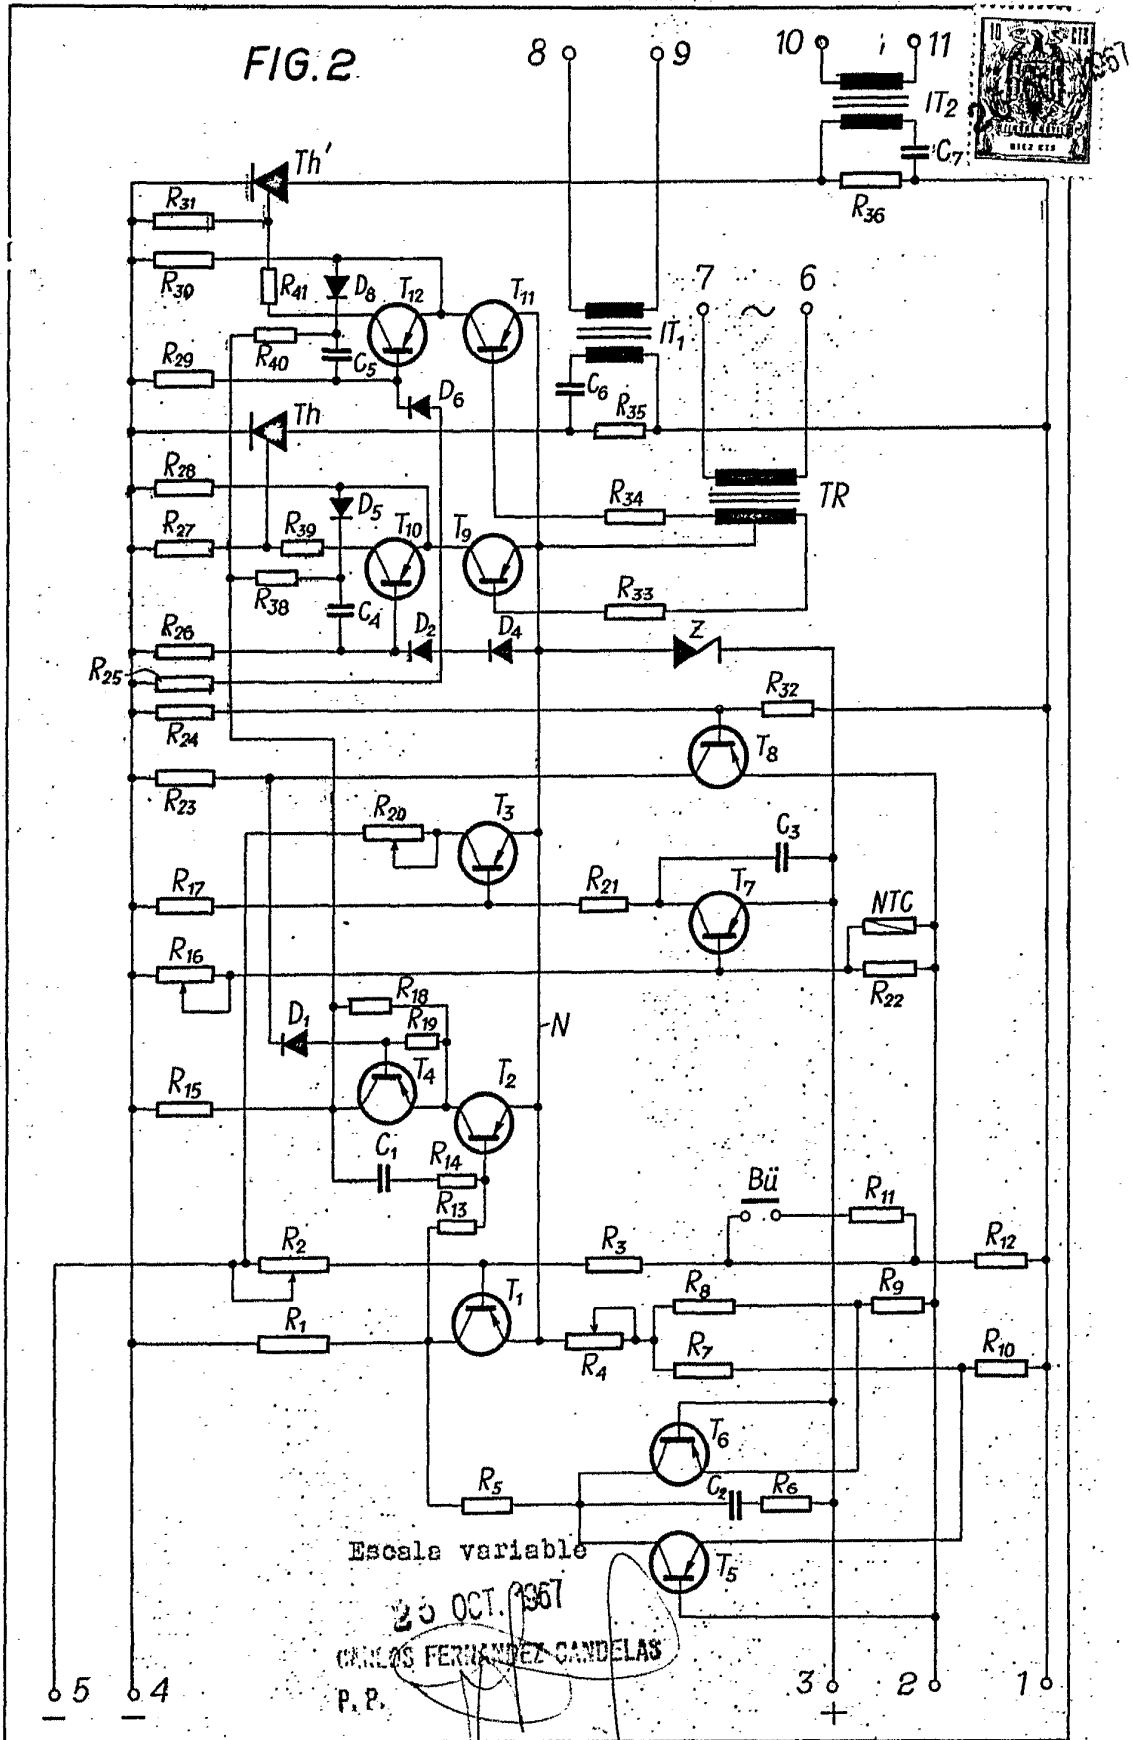 FIG.2
8 9 10 11
10 CTS
IT2
C7
DIEZ CTS
Th'
R31
R36
R30
R41
D8
T12
T11
7 ~ 6
IT1
R40
C5
R29
D6
C6
R35
Th
R28
D5
R34
TR
R27
R39
T10
T9
R38
C4
R33
R26
D2
D4
Z
R25
R32
R24
T8
R23
R20
T3
C3
R17
R21
T7
NTC
R16
R22
R18
D1
R19
N
T4
T2
R15
C1
R14
Bü
R11
R13
R2
R3
R12
T1
R8
R9
R1
R4
R7
R10
T6
R5
C2
R6
Escala variable
T5
OCT. 1967
CARLOS FERNANDEZ CANDELAS
P. P.
5 4 3 2 1
− − +